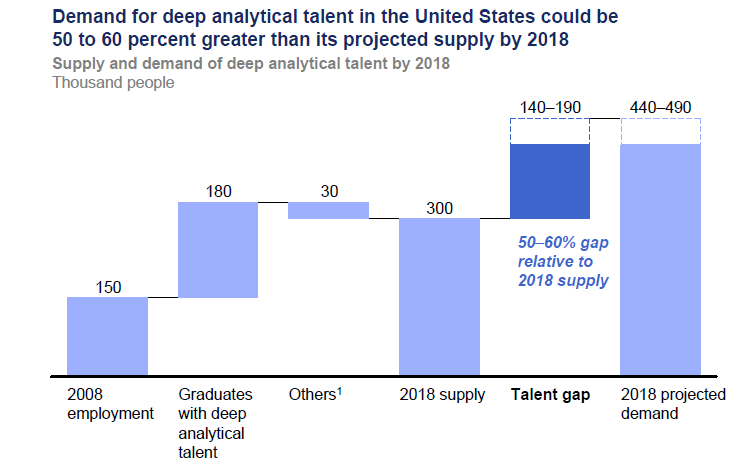 Demand for deep analytical talent in the United States could be
50 to 60 percent greater than its projected supply by 2018
Supply and demand of deep analytical talent by 2018
Thousand people
140–190
440–490
180
30
300
150
50–60% gap
relative to
2018 supply
2008
employment
Graduates
with deep
analytical
talent
Others¹
2018 supply
Talent gap
2018 projected
demand